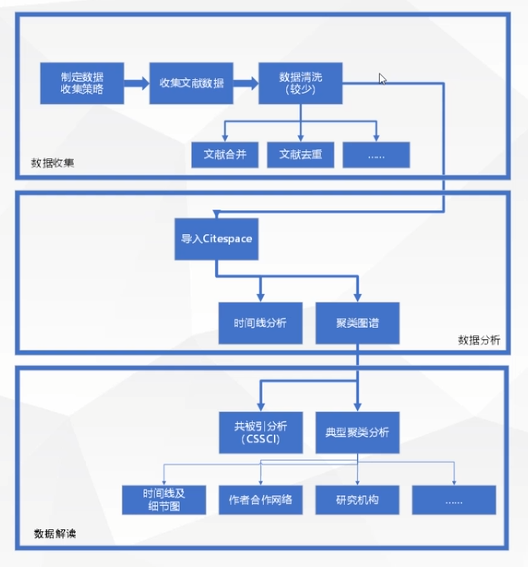 制定数据
收集策略
收集文献数据
数据清洗
(较少)
文献合并
文献去重
……
数据收集
导入Citespace
时间线分析
聚类图谱
数据分析
共被引分析
(CSSCI)
典型聚类分析
时间线及
细节图
作者合作网络
研究机构
……
数据解读